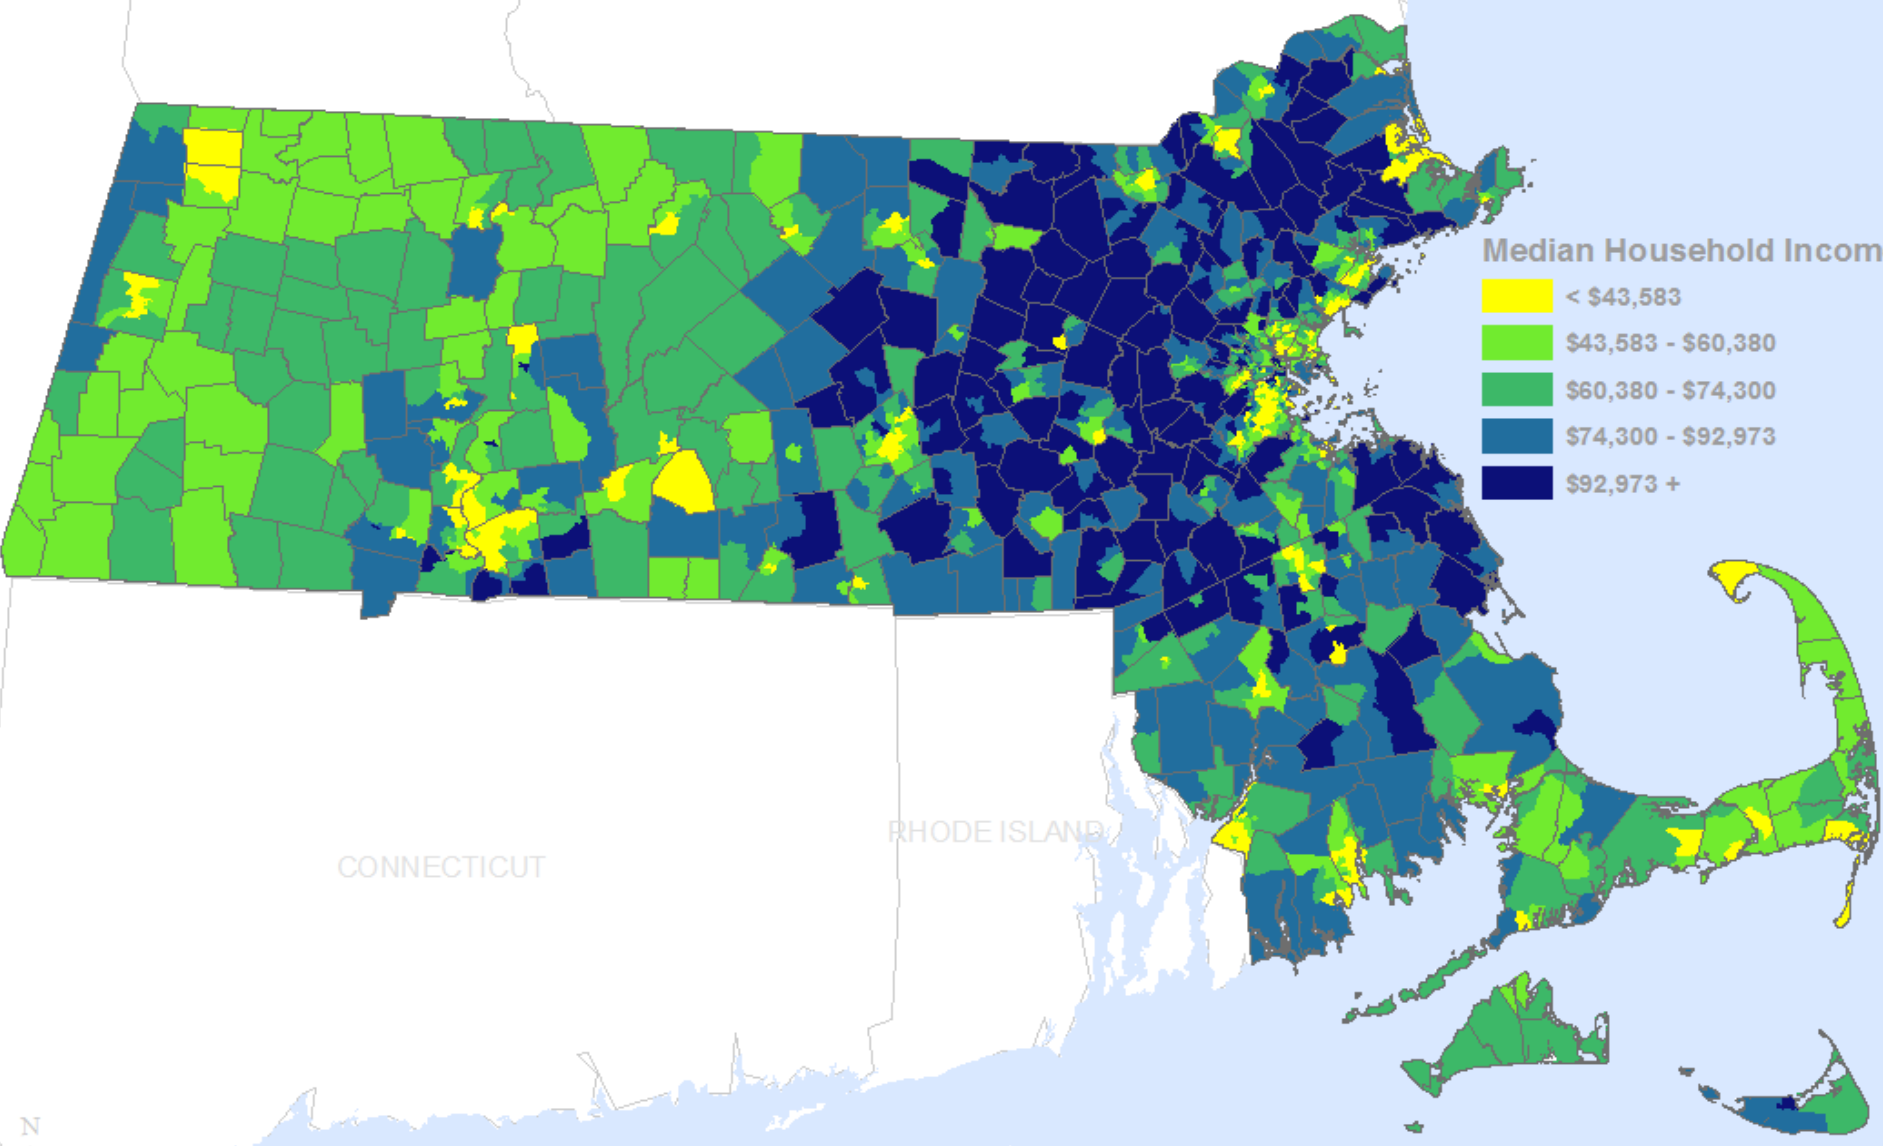 Median Household Incom
< $43,583
$43,583 - $60,380
$60,380 - $74,300
$74,300 - $92,973
$92,973 +
RHODE ISLAND
CONNECTICUT
N